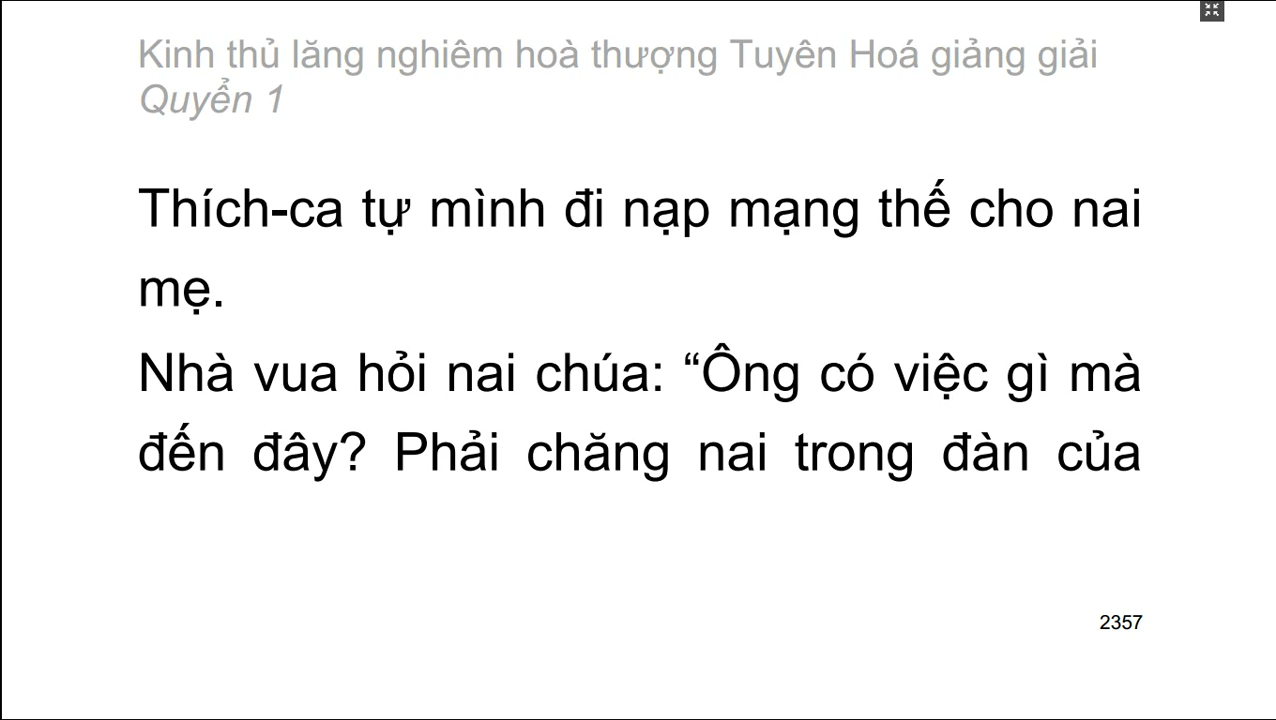 Kinh thủ lăng nghiêm hoà thượng Tuyên Hoá giảng giải
Quyển 1
Thích-ca tự mình đi nạp mạng thế cho nai
mẹ.
Nhà vua hỏi nai chúa: “Ông có việc gì mà
đến đây? Phải chăng nai trong đàn của
2357